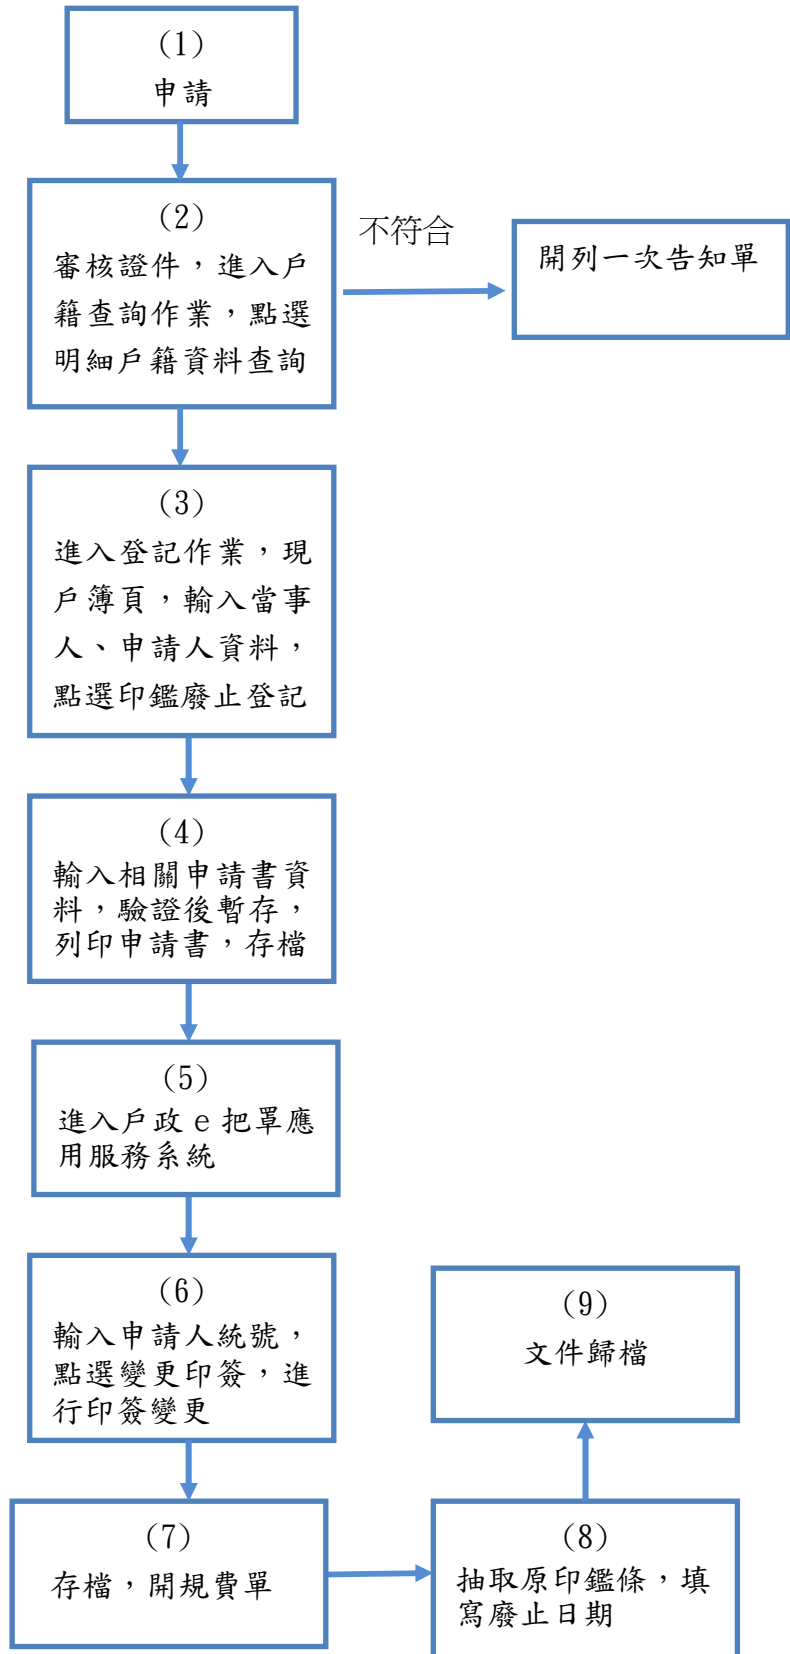 (1)
申請
(2)
審核證件，進入戶
籍查詢作業，點選
明細戶籍資料查詢
不符合
開列一次告知單
(3)
進入登記作業，現
戶簿頁，輸入當事
人、申請人資料，
點選印鑑廢止登記
(4)
輸入相關申請書資
料，驗證後暫存，
列印申請書，存檔
(5)
進入戶政 e 把罩應
用服務系統
(6)
輸入申請人統號，
點選變更印簽，進
行印簽變更
(7)
存檔，開規費單
(8)
抽取原印鑑條，填
寫廢止日期
(9)
文件歸檔